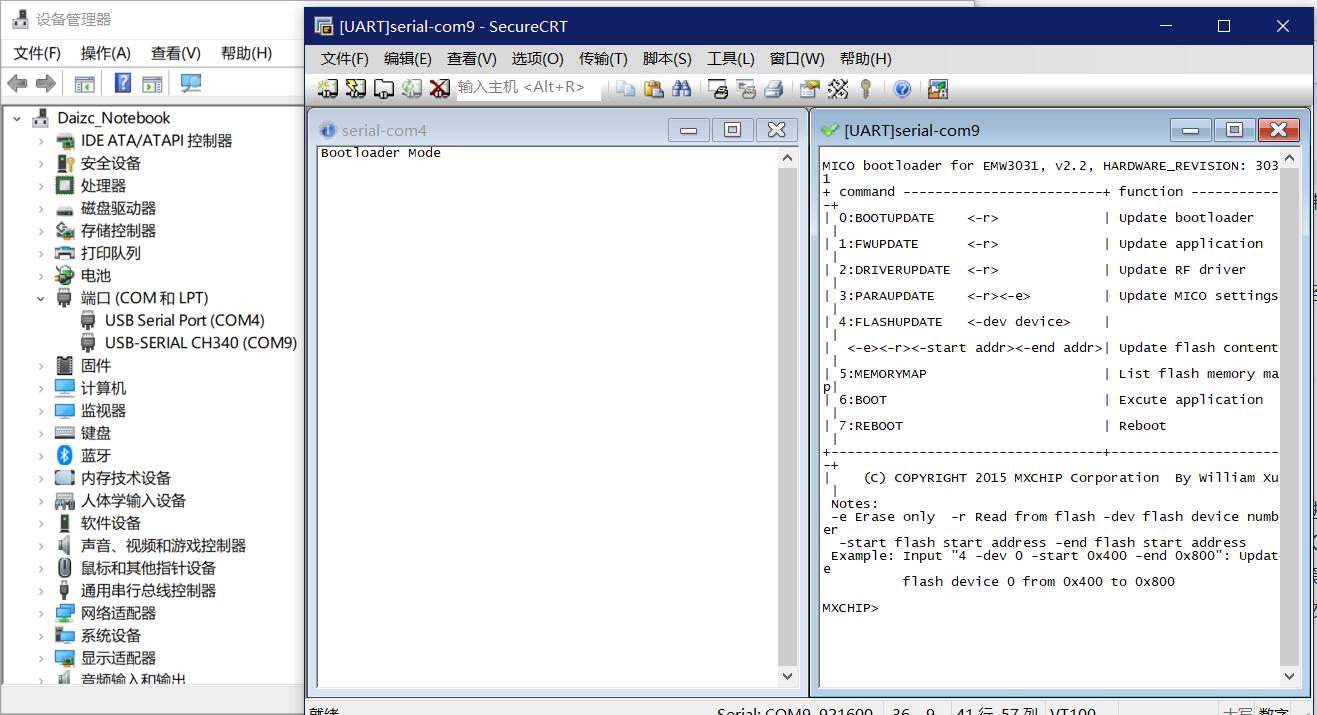 设备管理器
文件(F) 操作(A) 查看(V) 帮助(H)
Daizc_Notebook
IDE ATA/ATAPI 控制器
安全设备
处理器
磁盘驱动器
存储控制器
打印队列
电池
端口 (COM 和 LPT)
USB Serial Port (COM4)
USB-SERIAL CH340 (COM9)
固件
计算机
监视器
键盘
蓝牙
内存技术设备
人体学输入设备
软件设备
声音、视频和游戏控制器
鼠标和其他指针设备
通用串行总线控制器
网络适配器
系统设备
显示适配器
音频输入和输出
[UART]serial-com9 - SecureCRT
文件(F) 编辑(E) 查看(V) 选项(O) 传输(T) 脚本(S) 工具(L) 窗口(W) 帮助(H)
输入主机 <Alt+R>
serial-com4
Bootloader Mode
[UART]serial-com9
MICO bootloader for EMW3031, v2.2, HARDWARE_REVISION: 303
1
+ command -------------------------+ function -----------
-+
| 0:BOOTUPDATE    <-r>             | Update bootloader
 |
| 1:FWUPDATE      <-r>             | Update application
 |
| 2:DRIVERUPDATE  <-r>             | Update RF driver
 |
| 3:PARAUPDATE    <-r><-e>         | Update MICO settings
 |
| 4:FLASHUPDATE   <-dev device>    |
 |
|  <-e><-r><-start addr><-end addr>| Update flash content
 |
| 5:MEMORYMAP                      | List flash memory ma
p|
| 6:BOOT                           | Excute application
 |
| 7:REBOOT                         | Reboot
 |
+----------------------------------+---------------------
-+
|    (C) COPYRIGHT 2015 MXCHIP Corporation  By William Xu
 |
 Notes:
 -e Erase only  -r Read from flash -dev flash device numb
er
  -start flash start address -end flash start address
 Example: Input "4 -dev 0 -start 0x400 -end 0x800": Updat
e
          flash device 0 from 0x400 to 0x800
MXCHIP>
就绪 Serial: COM9, 921600 36, 9 41 行, 57 列 VT100 大写 数字